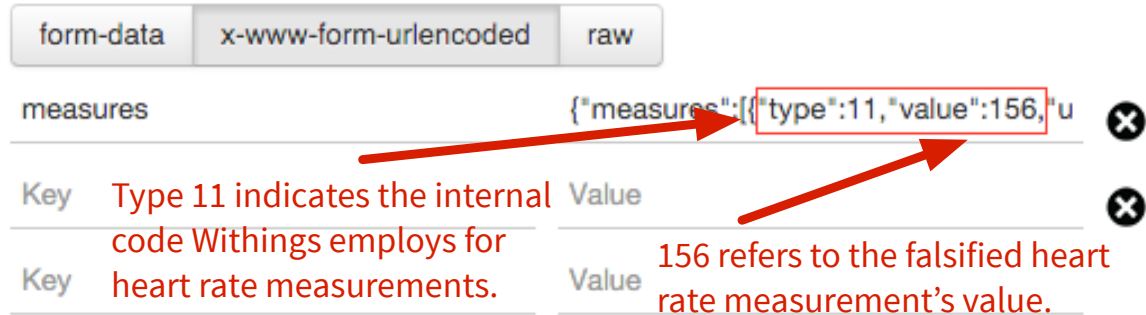 form-data x-www-form-urlencoded raw
measures {"measures":[{"type":11,"value":156,"u
Key Value
Type 11 indicates the internal
code Withings employs for
heart rate measurements.
Key Value
156 refers to the falsified heart
rate measurement’s value.